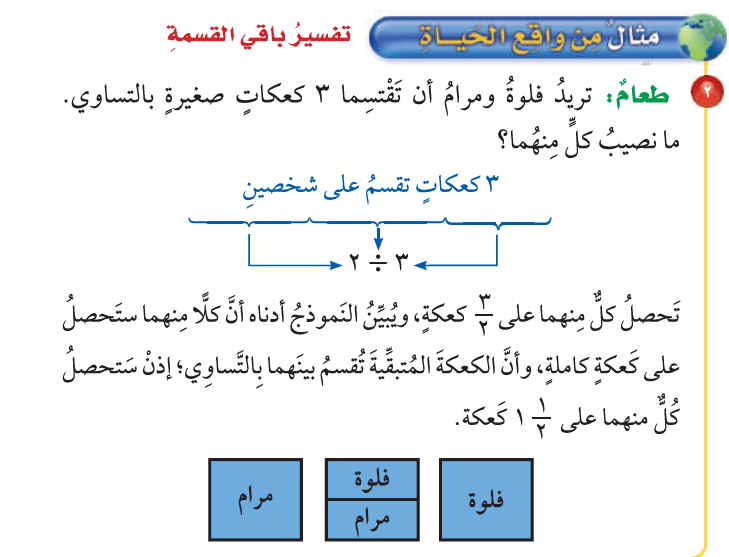 مثالٌ مِن واقِعِ الحَيـاةِ تفسيرُ باقي القسمةِ
٢ طعامٌ: تريدُ فلوةُ ومرامُ أن تَقْتسِما ٣ كعكاتٍ صغيرةٍ بالتساوي.
ما نصيبُ كلٍّ مِنهُما؟
٣ كعكاتٍ تقسمُ على شخصينِ
٣ ÷ ٢
تَحصلُ كلٌّ مِنهما على ٣/٢ كعكةٍ، ويُبيِّنُ النَموذجُ أدناه أنَّ كلًّا مِنهما ستَحصلُ
على كَعكةٍ كاملةٍ، وأنَّ الكعكةَ المُتبقِّيةَ تُقسمُ بينَهما بِالتَّساوِي؛ إذنْ سَتحصلُ
كُلٌّ منهما على ١ ١/٢ كَعكة.
فلوة
فلوة
مرام
مرام